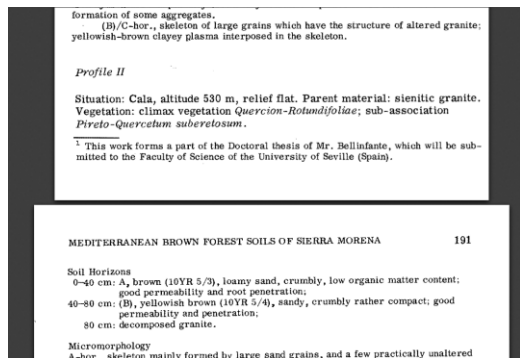 formation of some aggregates.
(B)/C-hor., skeleton of large grains which have the structure of altered granite;
yellowish-brown clayey plasma interposed in the skeleton.
Profile II
Situation: Cala, altitude 530 m, relief flat. Parent material: sienitic granite.
Vegetation: climax vegetation Quercion-Rotundifoliae; sub-association
Pireto-Quercetum suberetosum.
1 This work forms a part of the Doctoral thesis of Mr. Bellinfante, which will be sub-
mitted to the Faculty of Science of the University of Seville (Spain).
MEDITERRANEAN BROWN FOREST SOILS OF SIERRA MORENA 191
Soil Horizons
0-40 cm: A, brown (10YR 5/3), loamy sand, crumbly, low organic matter content;
good permeability and root penetration;
40-80 cm: (B), yellowish brown (10YR 5/4), sandy, crumbly rather compact; good
permeability and penetration;
80 cm: decomposed granite.
Micromorphology
A-hor., skeleton mainly formed by large sand grains, and a few practically unaltered